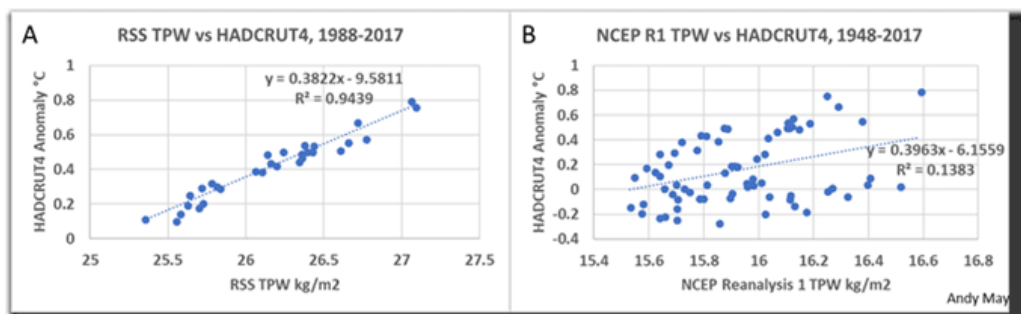 A
RSS TPW vs HADCRUT4, 1988-2017
y = 0.3822x - 9.5811
R² = 0.9439
HADCRUT4 Anomaly °C
1
0.8
0.6
0.4
0.2
0
25
25.5
26
26.5
27
27.5
RSS TPW kg/m2
B
NCEP R1 TPW vs HADCRUT4, 1948-2017
HADCRUT4 Anomaly °C
1
0.8
0.6
0.4
0.2
0
-0.2
-0.4
y = 0.3963x - 6.1559
R² = 0.1383
15.4
15.6
15.8
16
16.2
16.4
16.6
16.8
NCEP Reanalysis 1 TPW kg/m2
Andy May